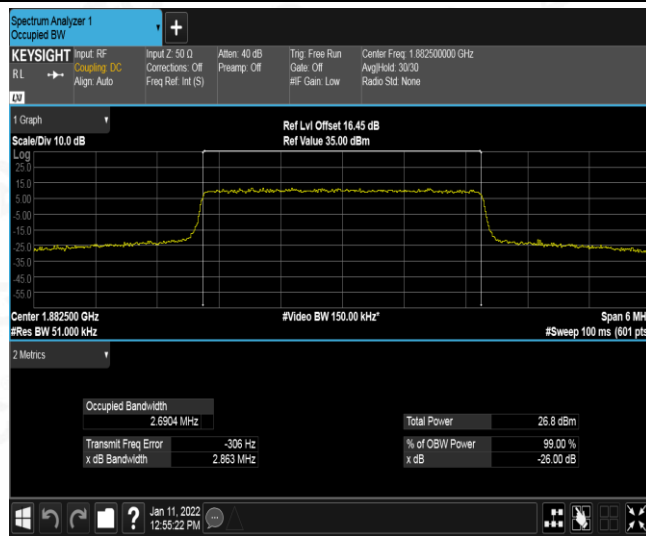 Spectrum Analyzer 1
Occupied BW
+
KEYSIGHT
RL
Input: RF
Coupling: DC
Align: Auto
Input Z: 50 Ω
Corrections: Off
Freq Ref: Int (S)
Atten: 40 dB
Preamp: Off
Trig: Free Run
Gate: Off
#IF Gain: Low
Center Freq: 1.882500000 GHz
Avg|Hold: 30/30
Radio Std: None
LXI
1 Graph
Scale/Div 10.0 dB
Ref Lvl Offset 16.45 dB
Ref Value 35.00 dBm
Log
25.0
15.0
5.00
-5.00
-15.0
-25.0
-35.0
-45.0
-55.0
Center 1.882500 GHz
#Res BW 51.000 kHz
#Video BW 150.00 kHz*
Span 6 MH
#Sweep 100 ms (601 pts
2 Metrics
Occupied Bandwidth
2.6904 MHz
Transmit Freq Error -306 Hz
x dB Bandwidth 2.863 MHz
Total Power 26.8 dBm
% of OBW Power 99.00 %
x dB -26.00 dB
?
Jan 11, 2022
12:55:22 PM